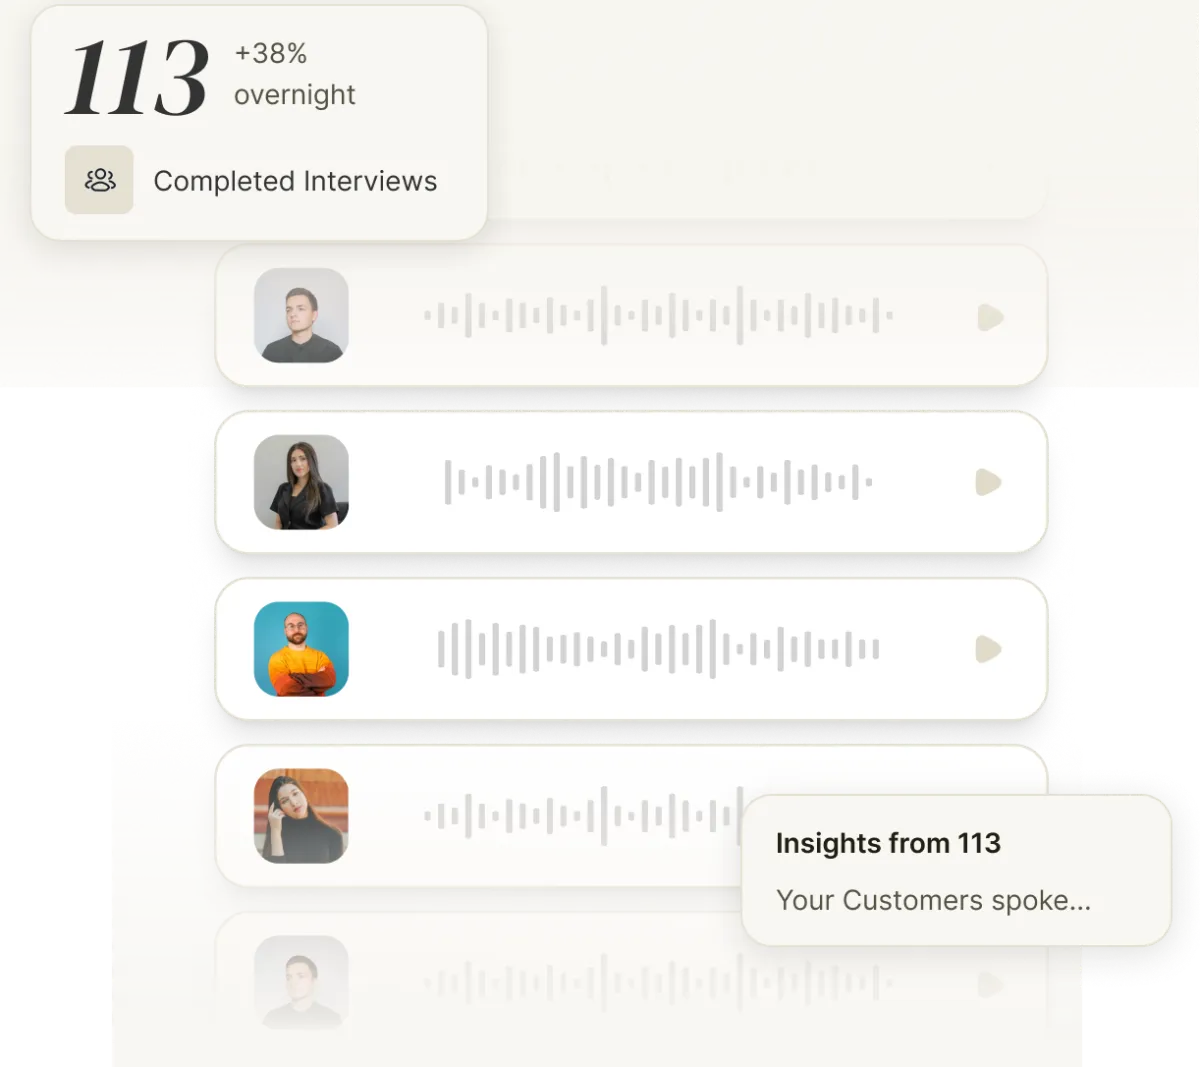 113
+38%
overnight
Completed Interviews
Insights from 113
Your Customers spoke...